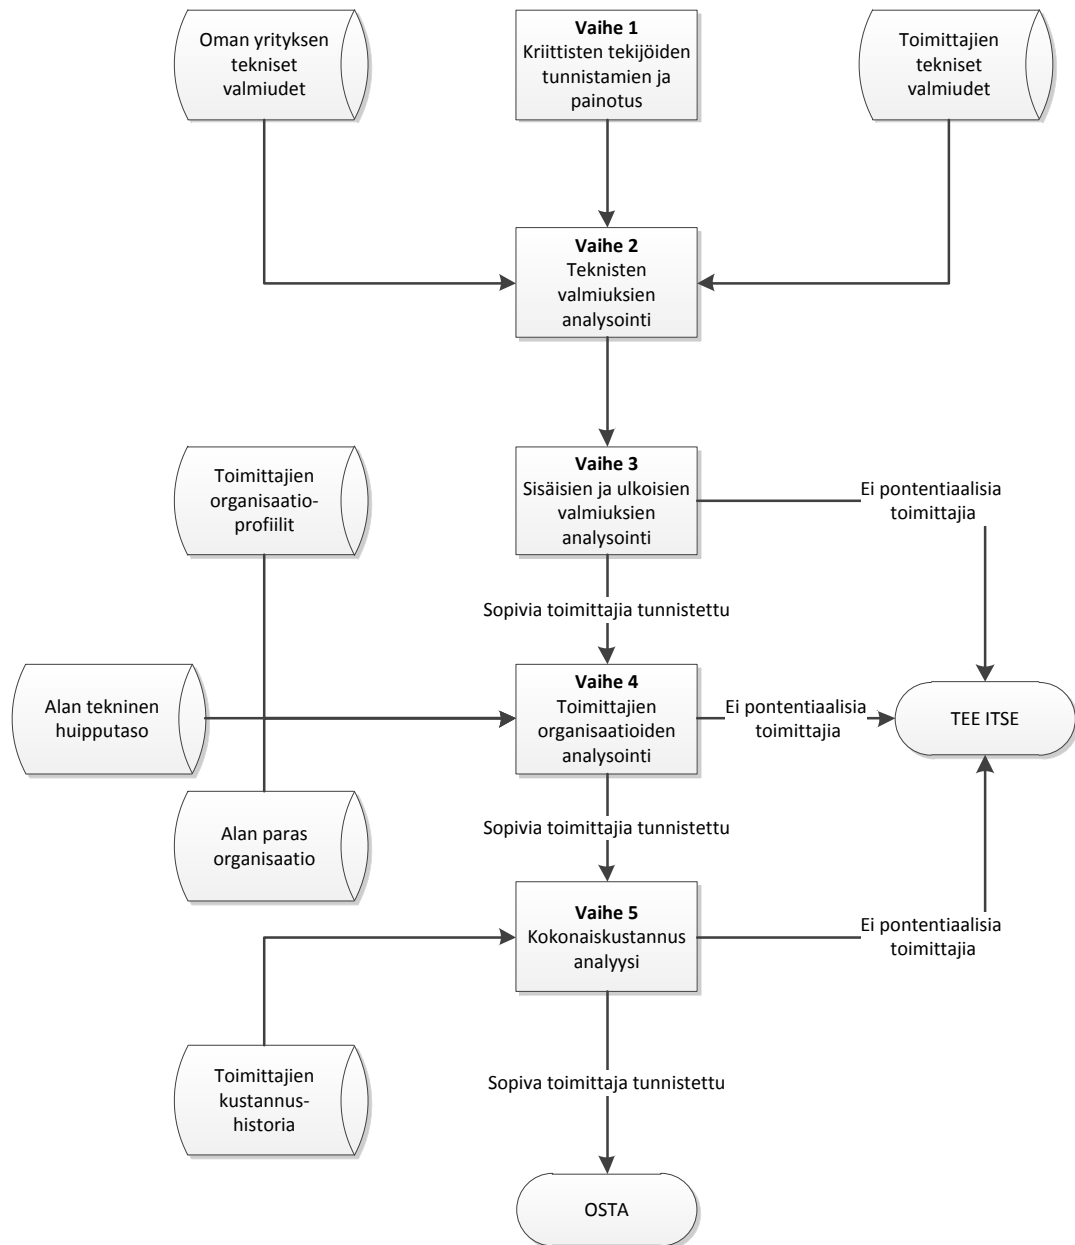 Oman yrityksen
tekniset
valmiudet
Vaihe 1
Kriittisten tekijöiden
tunnistamien ja
painotus
Toimittajien
tekniset
valmiudet
Vaihe 2
Teknisten
valmiuksien
analysointi
Toimittajien
organisaatio-
profiilit
Vaihe 3
Sisäisien ja ulkoisien
valmiuksien
analysointi
Ei pontentiaalisia
toimittajia
Sopivia toimittajia tunnistettu
Alan tekninen
huipputaso
Vaihe 4
Toimittajien
organisaatioiden
analysointi
Ei pontentiaalisia
toimittajia
TEE ITSE
Alan paras
organisaatio
Sopivia toimittajia tunnistettu
Vaihe 5
Kokonaiskustannus
analyysi
Ei pontentiaalisia
toimittajia
Toimittajien
kustannus-
historia
Sopiva toimittaja tunnistettu
OSTA